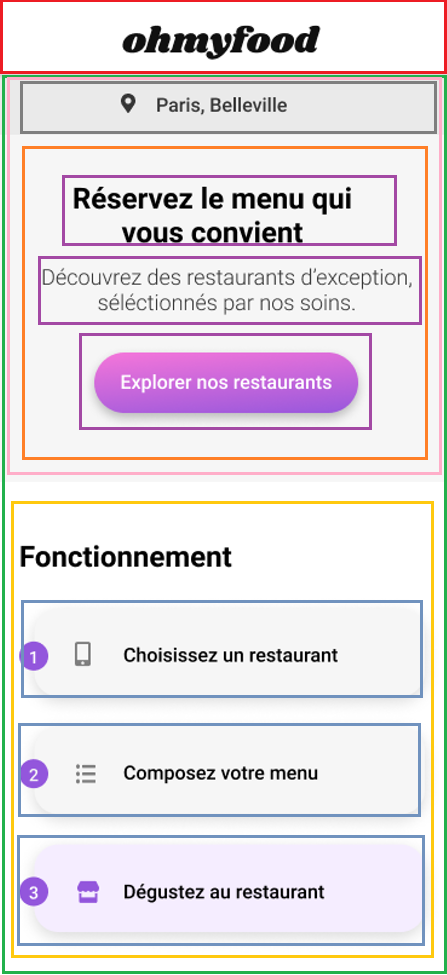 ohmyfood
Paris, Belleville
Réservez le menu qui
vous convient
Découvrez des restaurants d’exception,
séléctionnés par nos soins.
Explorer nos restaurants
Fonctionnement
1 Choisissez un restaurant
2 Composez votre menu
3 Dégustez au restaurant